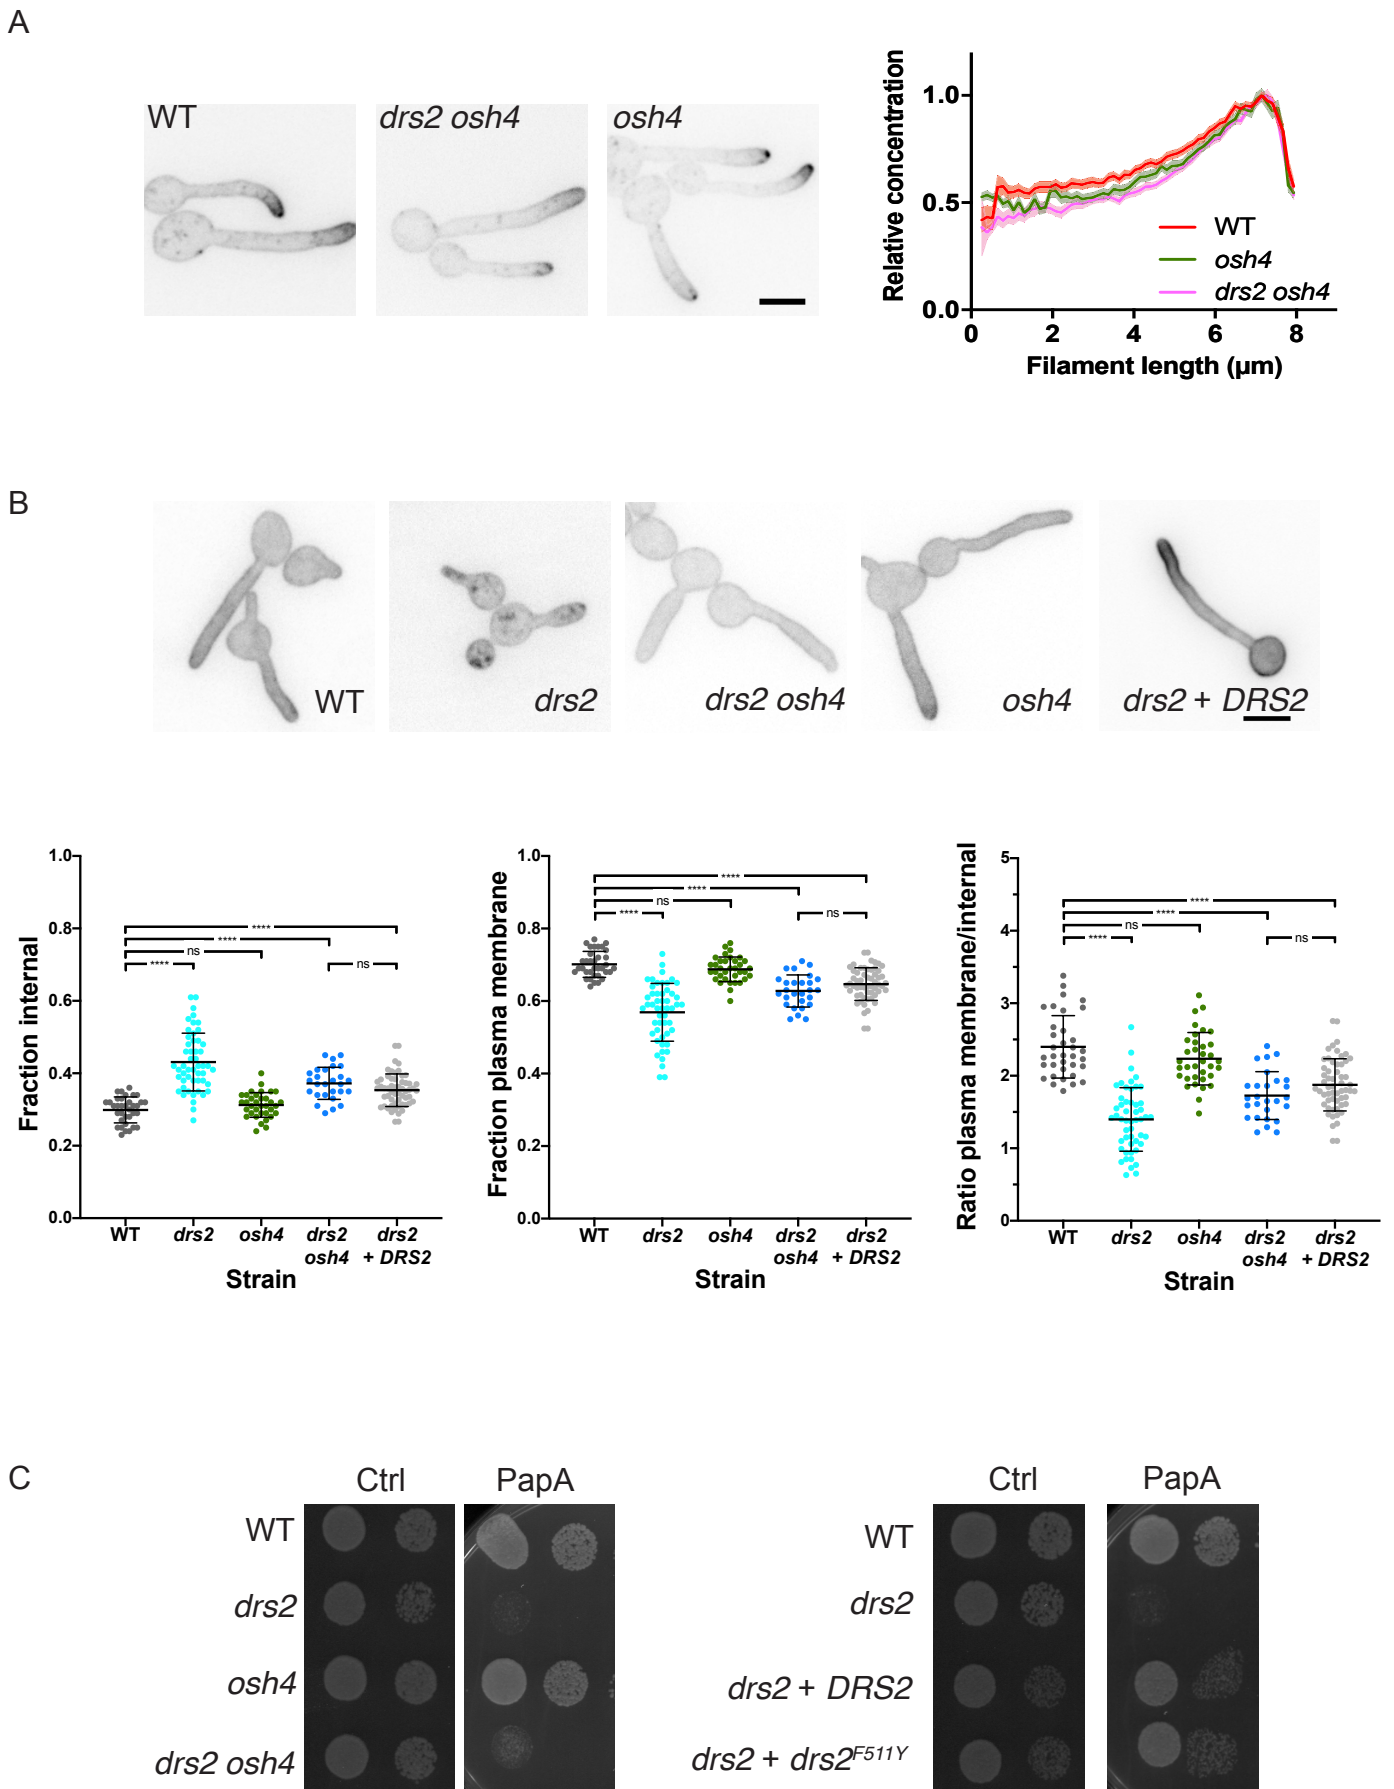 A
WT
drs2 osh4
osh4
Relative concentration
1.0
0.5
0.0
0 2 4 6 8
Filament length (µm)
WT
osh4
drs2 osh4
B
WT
drs2
drs2 osh4
osh4
drs2 + DRS2
Fraction internal
1.0
0.8
0.6
0.4
0.2
0.0
****
****
ns
****
ns
WT drs2 osh4 drs2 drs2
osh4 + DRS2
Strain
Fraction plasma membrane
1.0
0.8
0.6
0.4
0.2
0.0
****
****
ns
****
ns
WT drs2 osh4 drs2 drs2
osh4 + DRS2
Strain
Ratio plasma membrane/internal
5
4
3
2
1
0
****
****
ns
****
ns
WT drs2 osh4 drs2 drs2
osh4 + DRS2
Strain
C
Ctrl PapA
WT
drs2
osh4
drs2 osh4
Ctrl PapA
WT
drs2
drs2 + DRS2
drs2 + drs2F511Y